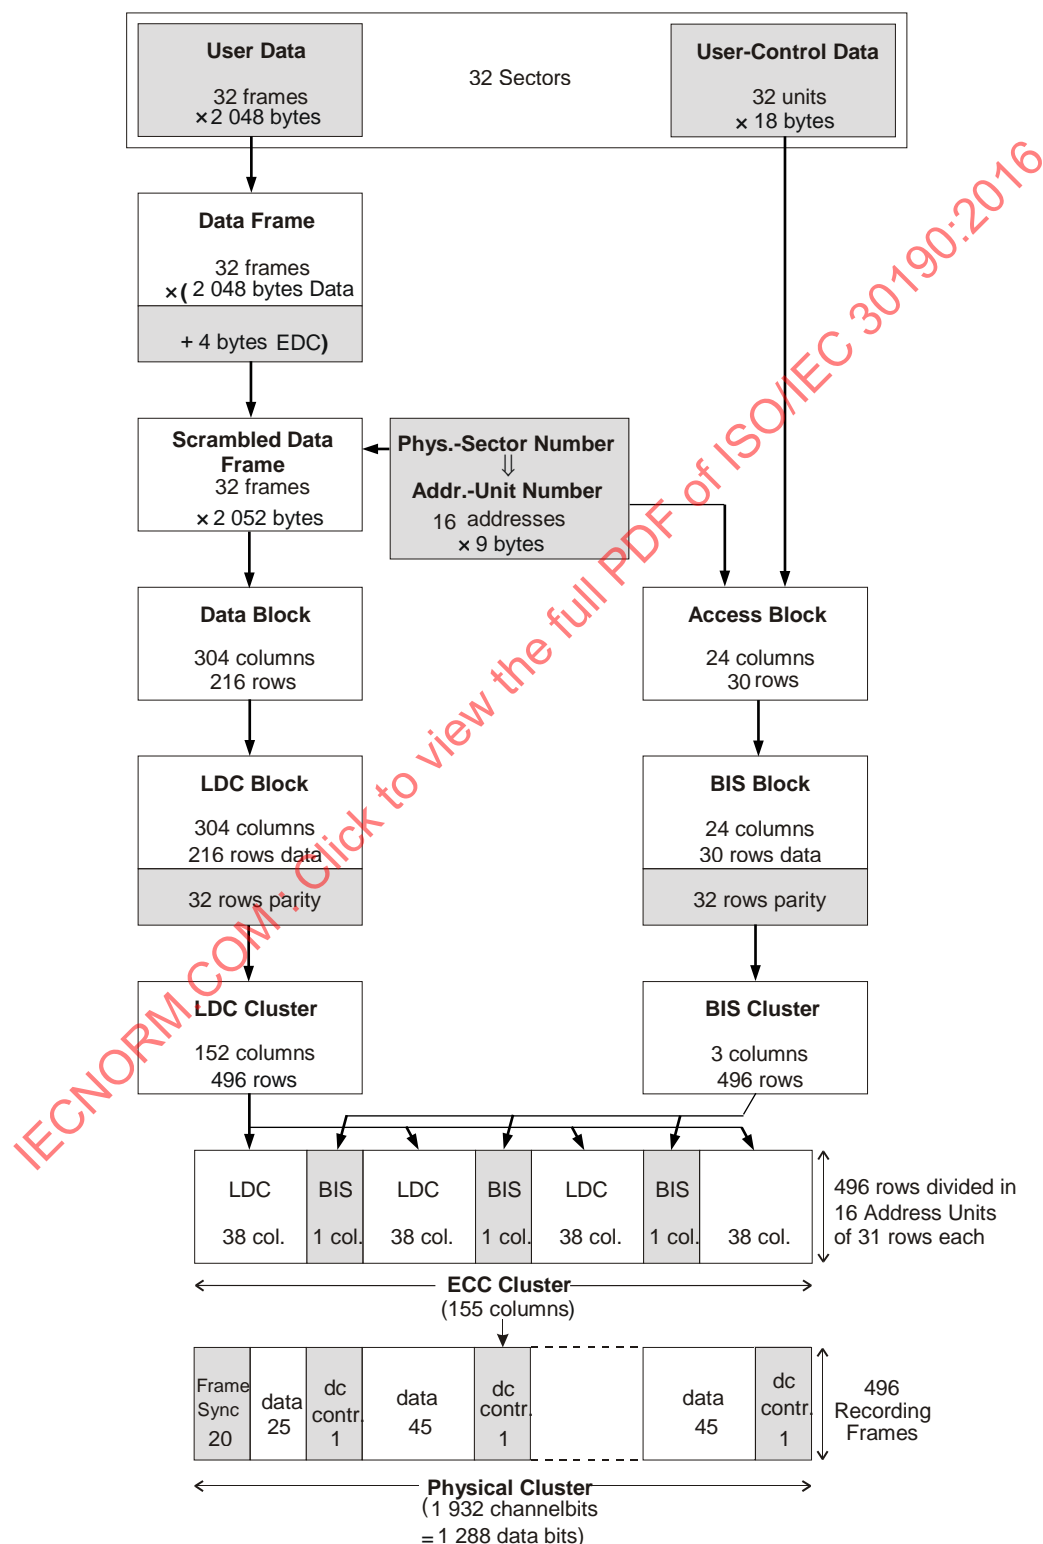 User Data
32 frames
×2 048 bytes
32 Sectors
User-Control Data
32 units
× 18 bytes
Data Frame
32 frames
×( 2 048 bytes Data
+ 4 bytes EDC)
Scrambled Data
Frame
32 frames
×2 052 bytes
Phys.-Sector Number
⇓
Addr.-Unit Number
16 addresses
× 9 bytes
Data Block
304 columns
216 rows
Access Block
24 columns
30 rows
LDC Block
304 columns
216 rows data
32 rows parity
BIS Block
24 columns
30 rows data
32 rows parity
LDC Cluster
152 columns
496 rows
BIS Cluster
3 columns
496 rows
LDC BIS LDC BIS LDC BIS
38 col. 1 col. 38 col. 1 col. 38 col. 1 col. 38 col.
496 rows divided in
16 Address Units
of 31 rows each
ECC Cluster
(155 columns)
Frame
Sync
20
data
25
dc
contr.
1
data
45
dc
contr.
1
data
45
dc
contr.
1
496
Recording
Frames
Physical Cluster
(1 932 channelbits
= 1 288 data bits)
IECNORM.COM : Click to view the full PDF of ISO/IEC 30190:2016